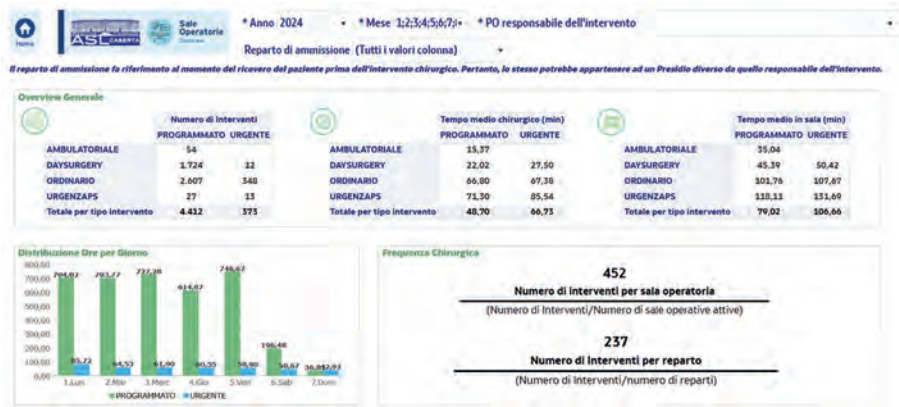 Home
ASL CASERTA
Sale
Operatorie
* Anno 2024 * Mese 1;2;3;4;5;6;7;• * PO responsabile dell'intervento
Reparto di ammissione (Tutti i valori colonna)
Il reparto di ammissione fa riferimento al momento del ricovero del paziente prima dell'intervento chirurgico. Pertanto, lo stesso potrebbe appartenere ad un Presidio diverso da quello responsabile dell'intervento.
Overview Generale
Numero di Interventi
PROGRAMMATO URGENTE
AMBULATORIALE 54
DAYSURGERY 1.724 12
ORDINARIO 2.607 348
URGENZAPS 27 13
Totale per tipo intervento 4.412 373
Tempo medio chirurgico (min)
PROGRAMMATO URGENTE
AMBULATORIALE 15,37
DAYSURGERY 22,02 27,50
ORDINARIO 66,80 67,38
URGENZAPS 71,30 85,54
Totale per tipo intervento 48,70 66,73
Tempo medio in sala (min)
PROGRAMMATO URGENTE
AMBULATORIALE 35,04
DAYSURGERY 45,39 50,42
ORDINARIO 101,76 107,67
URGENZAPS 118,11 131,69
Totale per tipo intervento 79,02 106,66
Distribuzione Ore per Giorno
800,00
700,00
600,00
500,00
400,00
300,00
200,00
100,00
0,00
704,02 703,77 727,28 614,87 746,67 196,48
85,72 64,53 61,90 60,55 59,90 50,67
1.Lun 2.Mar 3.Merc 4.Gio 5.Ven 6.Sab 7.Dom
PROGRAMMATO URGENTE
Frequenza Chirurgica
452
Numero di interventi per sala operatoria
(Numero di Interventi/Numero di sale operative attive)
237
Numero di Interventi per reparto
(Numero di Interventi/numero di reparti)